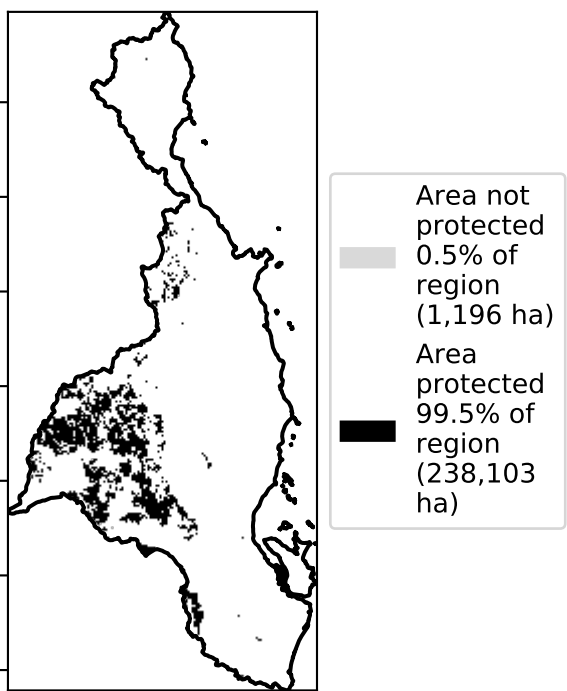 Area not
protected
0.5% of
region
(1,196 ha)
Area
protected
99.5% of
region
(238,103
ha)